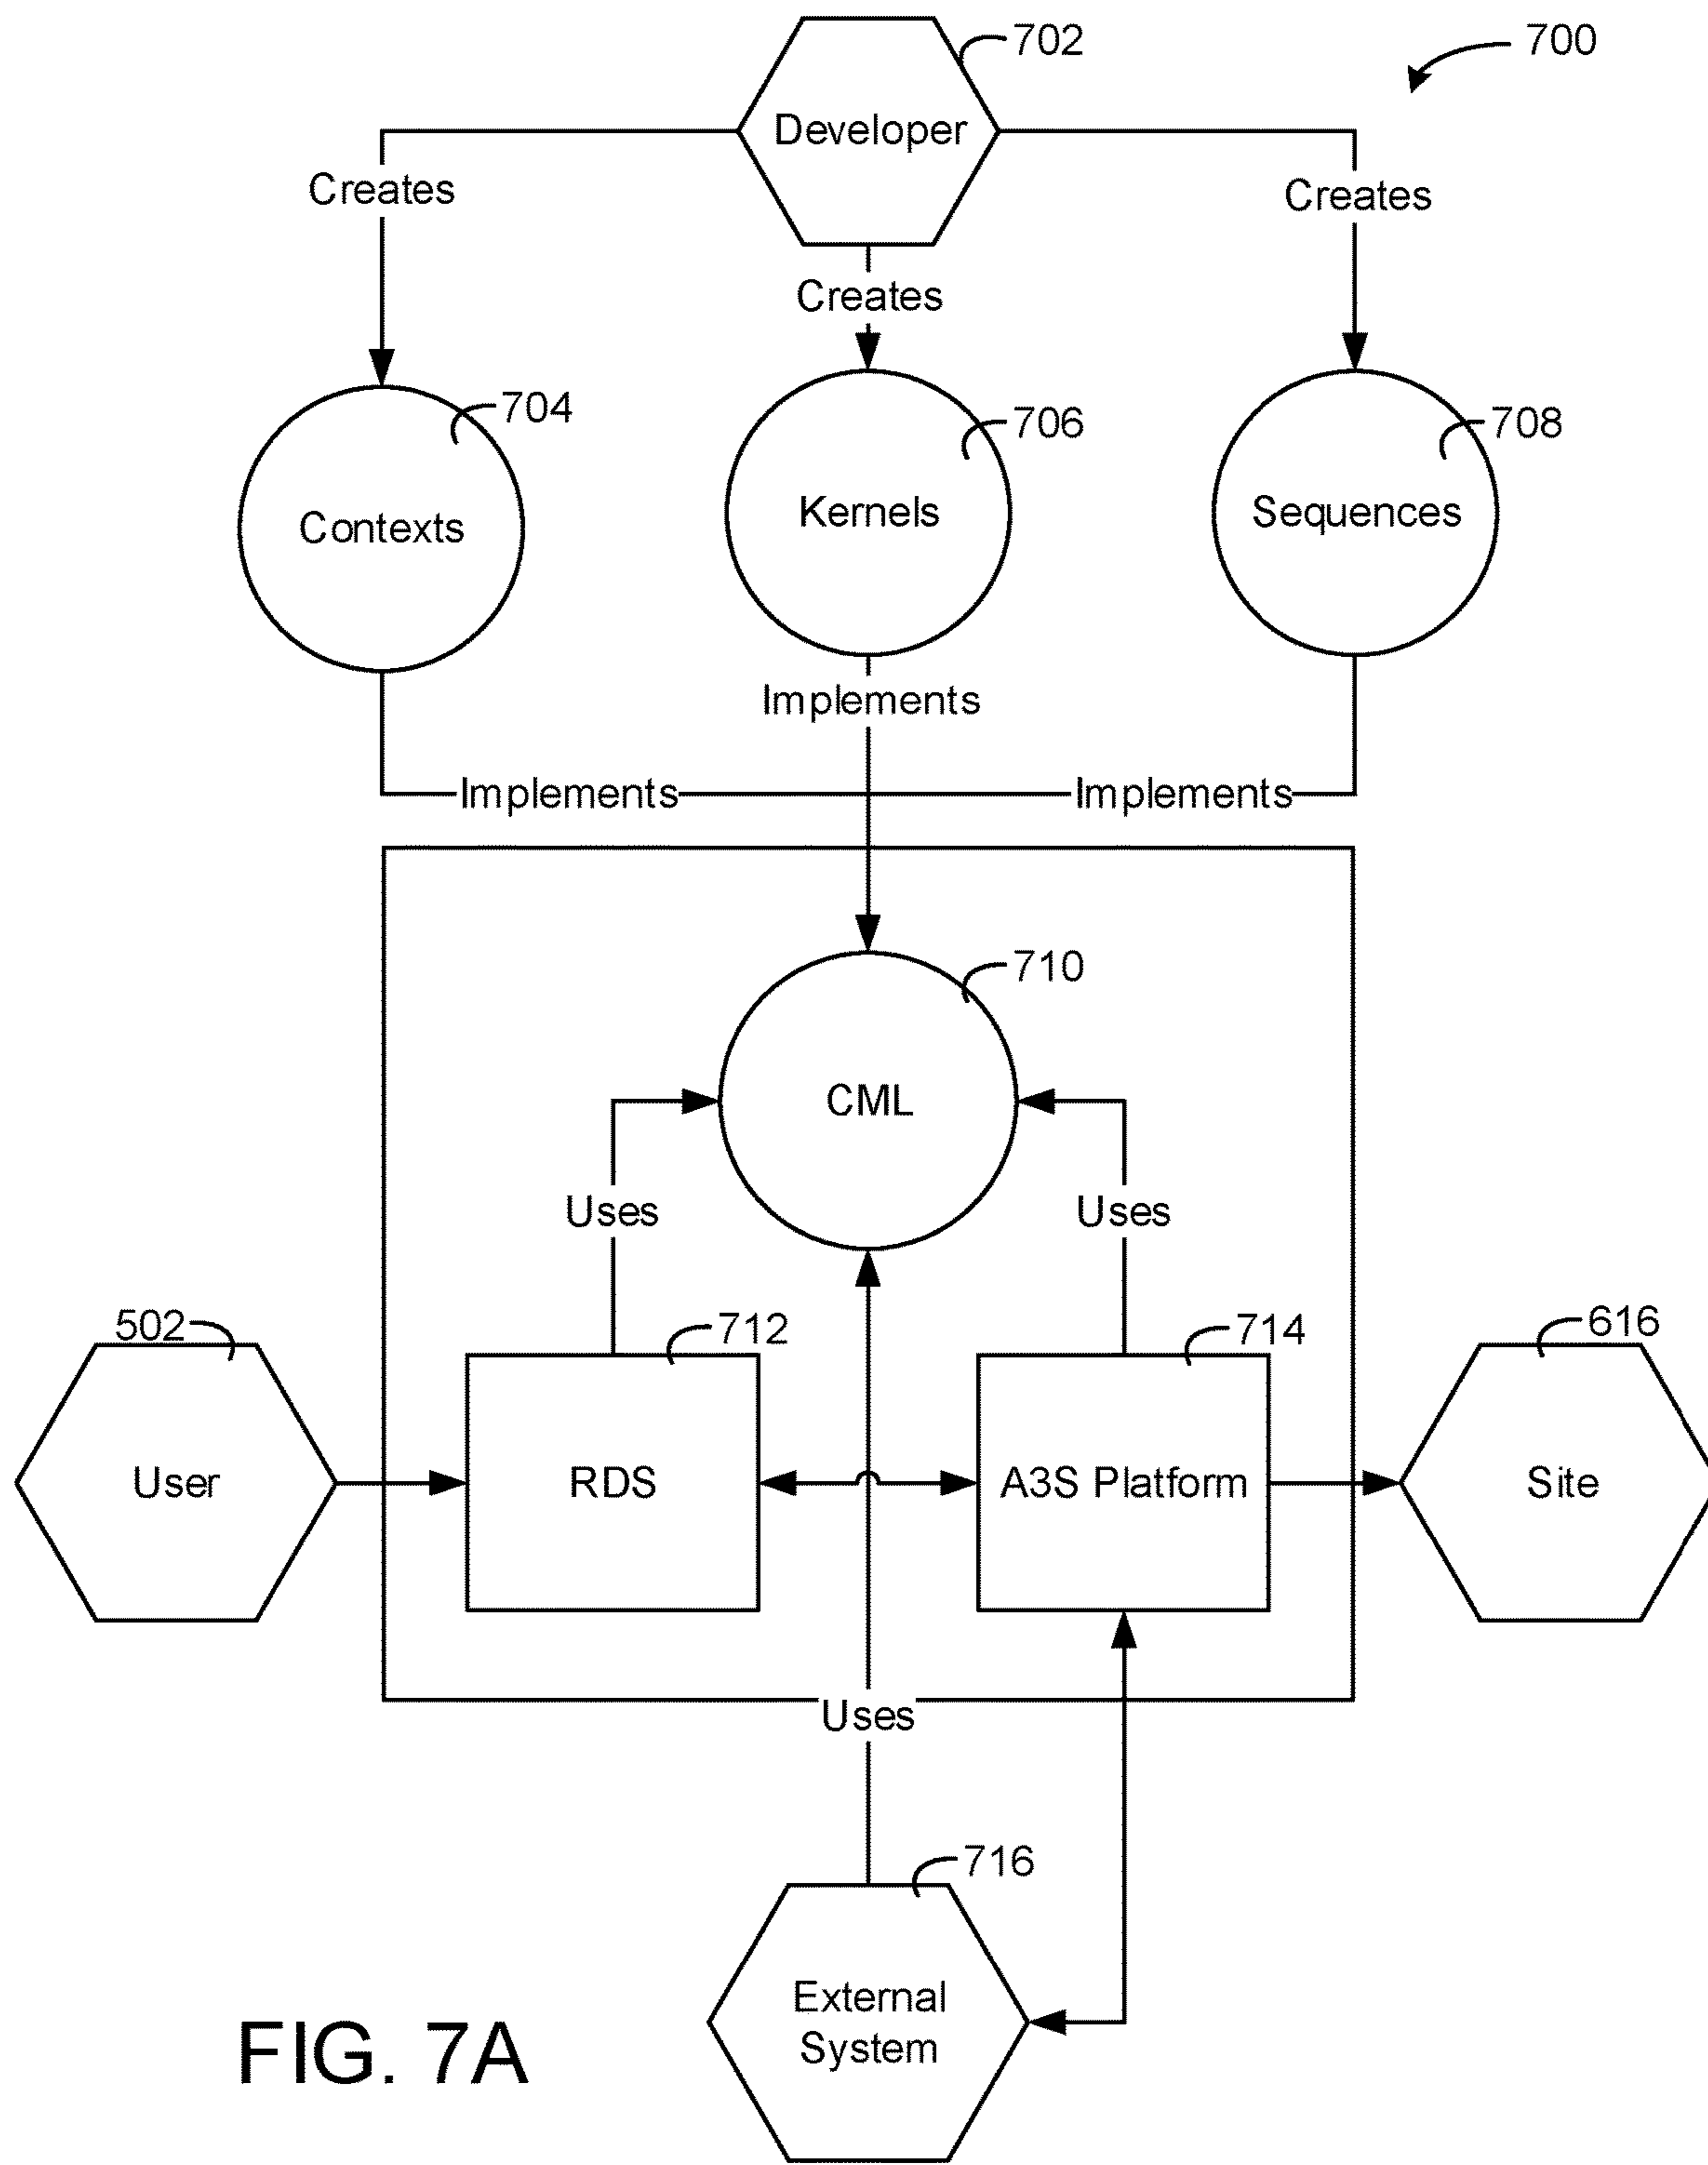 702
700
Developer
Creates
Creates
Creates
704
706
708
Contexts
Kernels
Sequences
Implements
Implements
Implements
710
CML
Uses
Uses
502
712
714
616
User
RDS
A3S Platform
Site
Uses
716
External
System
FIG. 7A